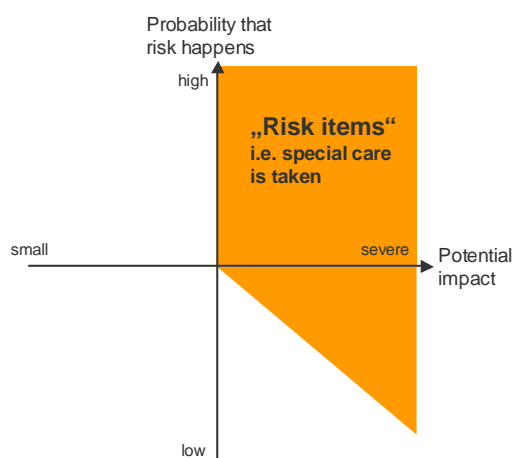 Probability that
risk happens
high
„Risk items“
i.e. special care
is taken
small
severe
Potential
impact
low